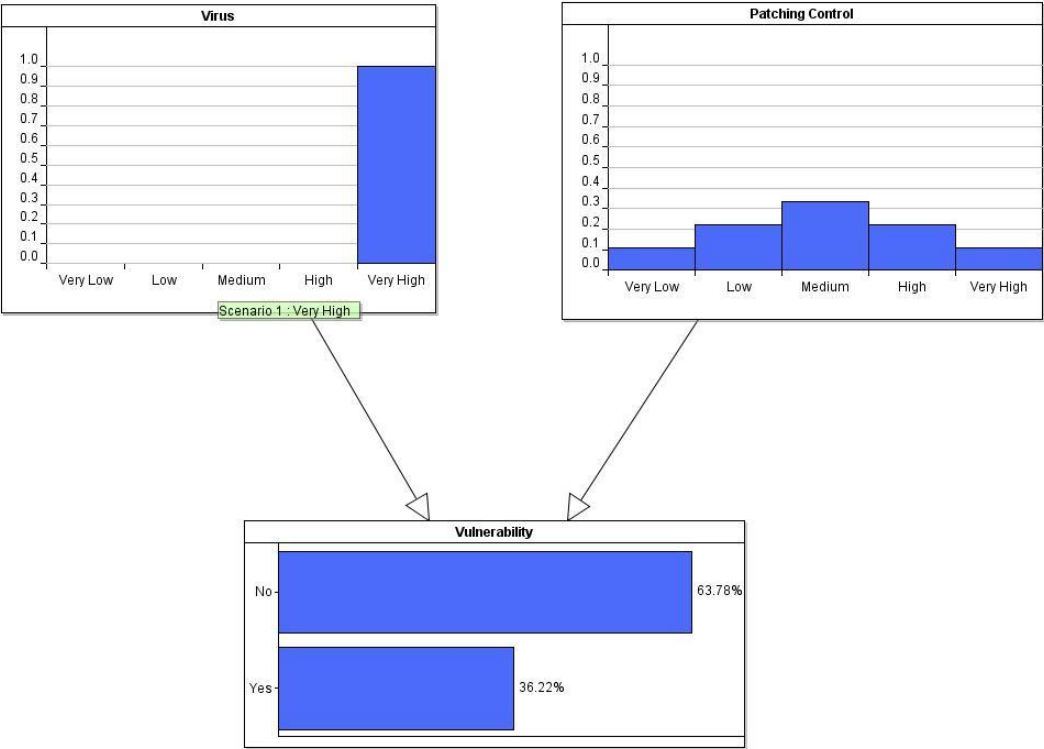 Virus
1.0
0.9
0.8
0.7
0.6
0.5
0.4
0.3
0.2
0.1
0.0
Very Low Low Medium High Very High
Scenario 1 : Very High
Patching Control
1.0
0.9
0.8
0.7
0.6
0.5
0.4
0.3
0.2
0.1
0.0
Very Low Low Medium High Very High
Vulnerability
No 63.78%
Yes 36.22%